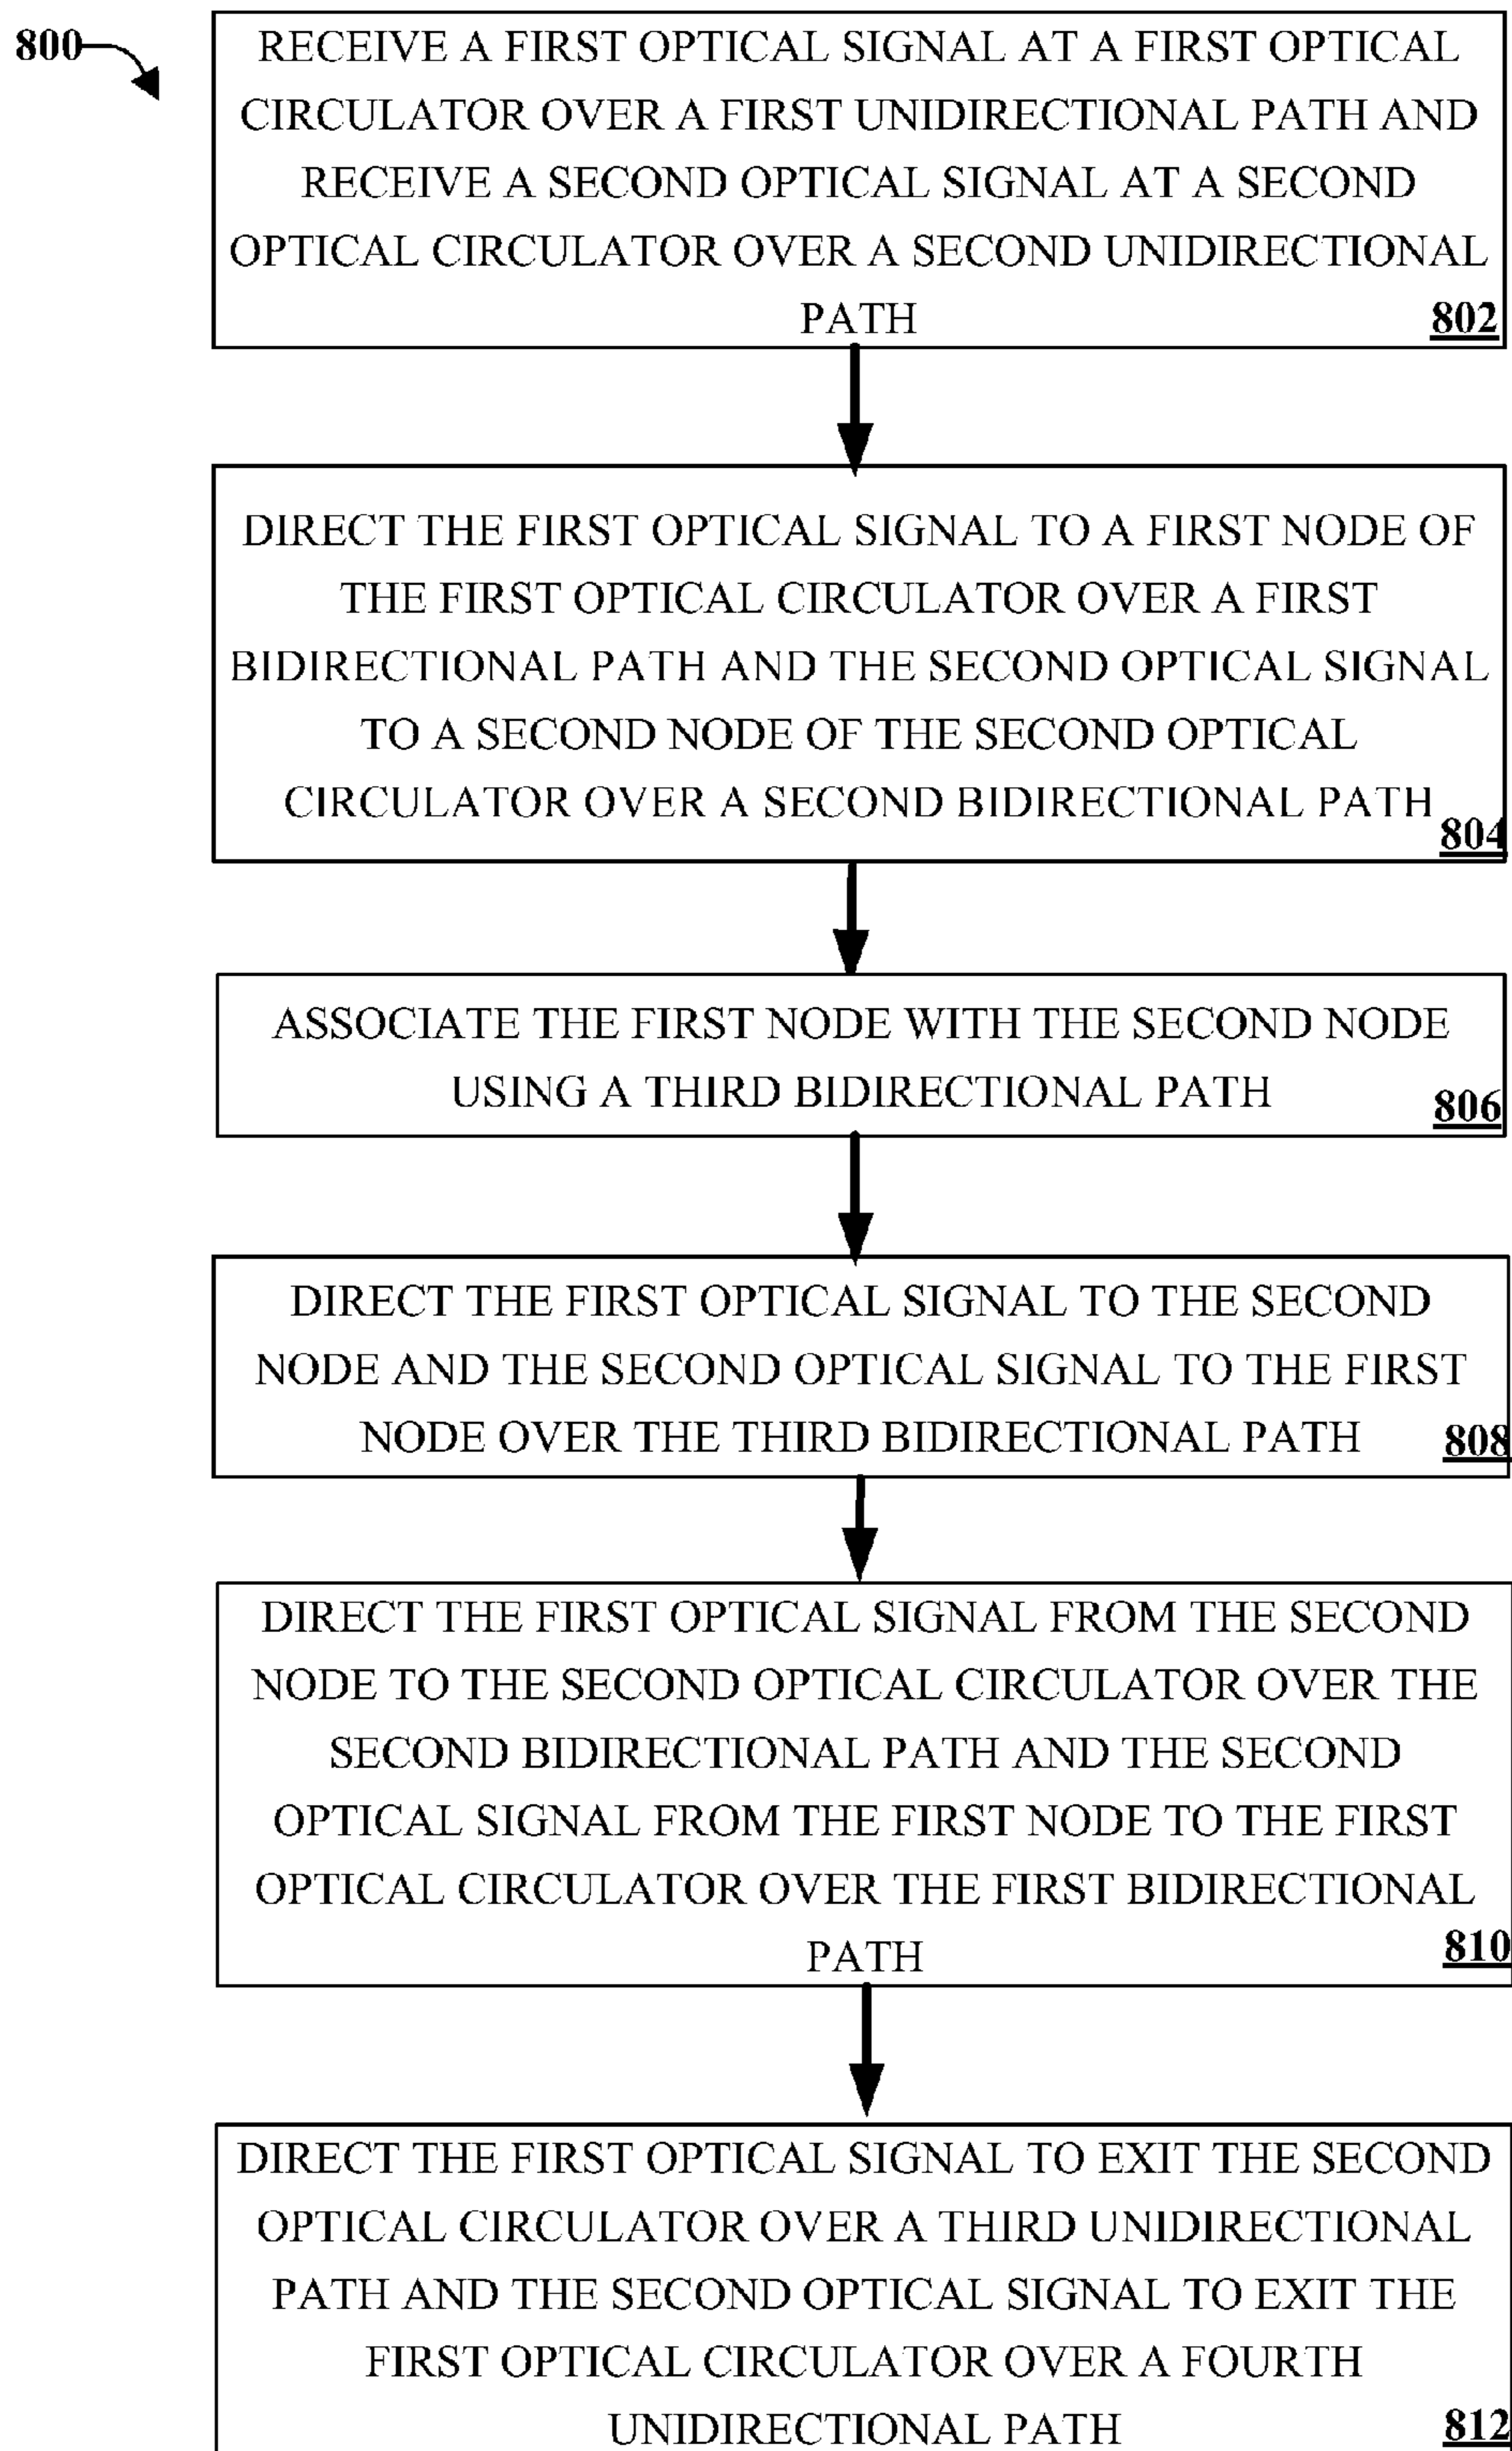 800
RECEIVE A FIRST OPTICAL SIGNAL AT A FIRST OPTICAL
CIRCULATOR OVER A FIRST UNIDIRECTIONAL PATH AND
RECEIVE A SECOND OPTICAL SIGNAL AT A SECOND
OPTICAL CIRCULATOR OVER A SECOND UNIDIRECTIONAL
PATH
802
DIRECT THE FIRST OPTICAL SIGNAL TO A FIRST NODE OF
THE FIRST OPTICAL CIRCULATOR OVER A FIRST
BIDIRECTIONAL PATH AND THE SECOND OPTICAL SIGNAL
TO A SECOND NODE OF THE SECOND OPTICAL
CIRCULATOR OVER A SECOND BIDIRECTIONAL PATH
804
ASSOCIATE THE FIRST NODE WITH THE SECOND NODE
USING A THIRD BIDIRECTIONAL PATH
806
DIRECT THE FIRST OPTICAL SIGNAL TO THE SECOND
NODE AND THE SECOND OPTICAL SIGNAL TO THE FIRST
NODE OVER THE THIRD BIDIRECTIONAL PATH
808
DIRECT THE FIRST OPTICAL SIGNAL FROM THE SECOND
NODE TO THE SECOND OPTICAL CIRCULATOR OVER THE
SECOND BIDIRECTIONAL PATH AND THE SECOND
OPTICAL SIGNAL FROM THE FIRST NODE TO THE FIRST
OPTICAL CIRCULATOR OVER THE FIRST BIDIRECTIONAL
PATH
810
DIRECT THE FIRST OPTICAL SIGNAL TO EXIT THE SECOND
OPTICAL CIRCULATOR OVER A THIRD UNIDIRECTIONAL
PATH AND THE SECOND OPTICAL SIGNAL TO EXIT THE
FIRST OPTICAL CIRCULATOR OVER A FOURTH
UNIDIRECTIONAL PATH
812